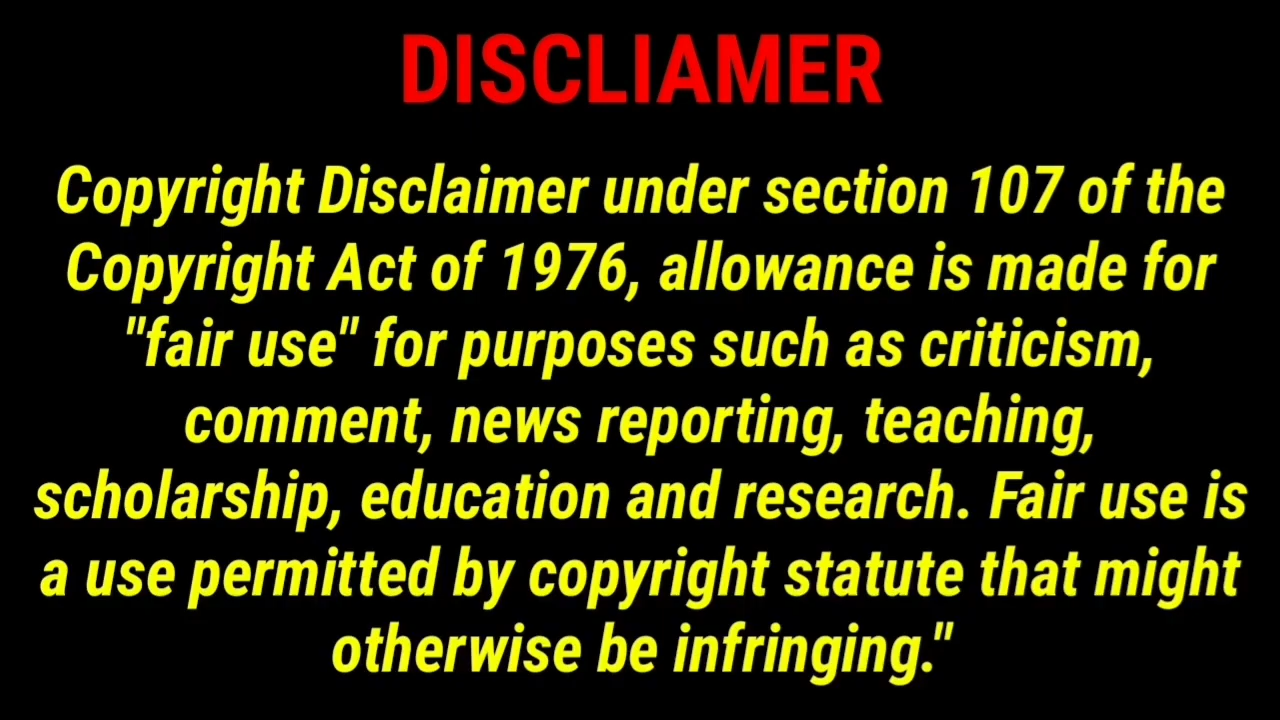 DISCLIAMER
Copyright Disclaimer under section 107 of the
Copyright Act of 1976, allowance is made for
"fair use" for purposes such as criticism,
comment, news reporting, teaching,
scholarship, education and research. Fair use is
a use permitted by copyright statute that might
otherwise be infringing."